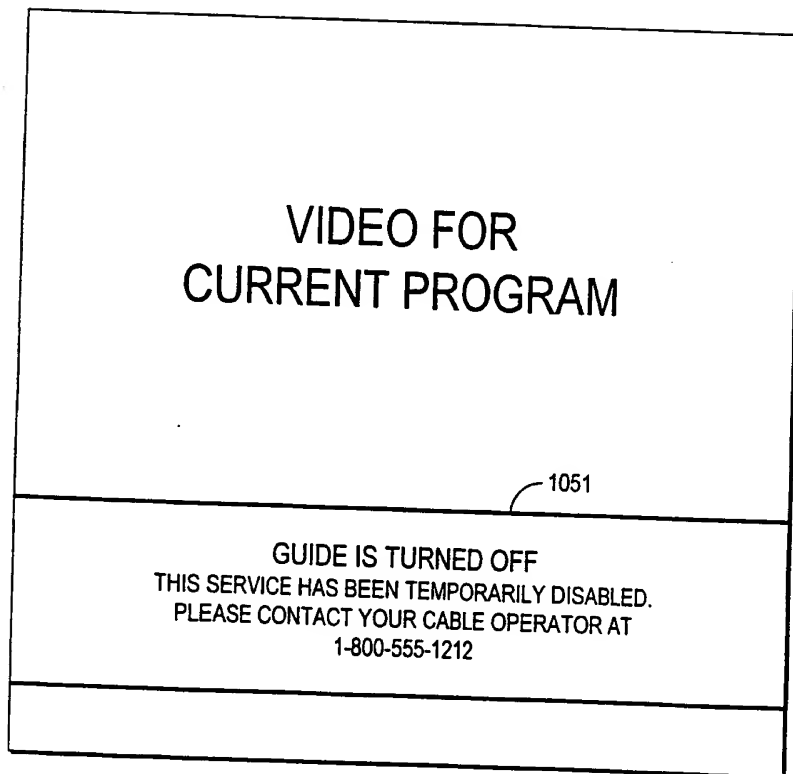 VIDEO FOR
CURRENT PROGRAM
1051
GUIDE IS TURNED OFF
THIS SERVICE HAS BEEN TEMPORARILY DISABLED.
PLEASE CONTACT YOUR CABLE OPERATOR AT
1-800-555-1212